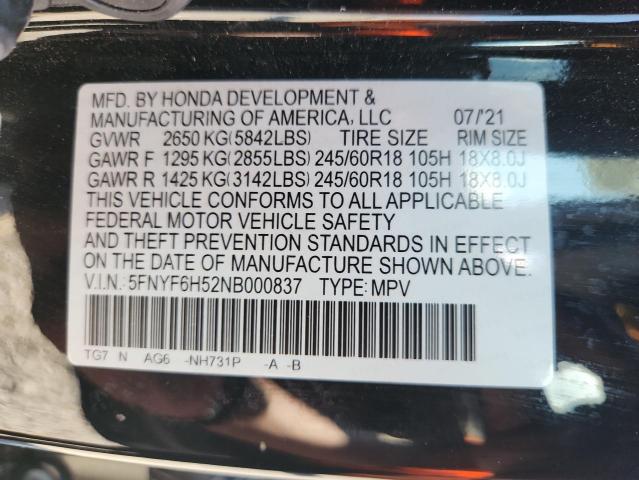 MFD. BY HONDA DEVELOPMENT &
MANUFACTURING OF AMERICA, LLC 07/'21
GVWR 2650 KG(5842LBS) TIRE SIZE RIM SIZE
GAWR F 1295 KG(2855LBS) 245/60R18 105H 18X8.0J
GAWR R 1425 KG(3142LBS) 245/60R18 105H 18X8.0J
THIS VEHICLE CONFORMS TO ALL APPLICABLE
FEDERAL MOTOR VEHICLE SAFETY
AND THEFT PREVENTION STANDARDS IN EFFECT
ON THE DATE OF MANUFACTURE SHOWN ABOVE.
V.I.N.: 5FNYF6H52NB000837 TYPE: MPV
TG7 N AG6 -NH731P -A -B